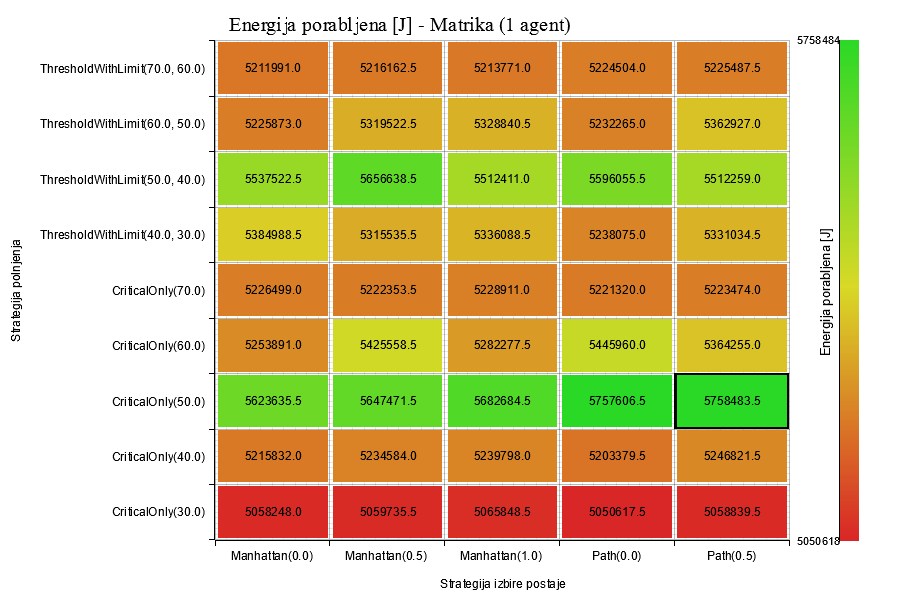 Energija porabljena [J] - Matrika (1 agent)
5758484
ThresholdWithLimit(70.0, 60.0) 5211991.0 5216162.5 5213771.0 5224504.0 5225487.5
ThresholdWithLimit(60.0, 50.0) 5225873.0 5319522.5 5328840.5 5232265.0 5362927.0
ThresholdWithLimit(50.0, 40.0) 5537522.5 5656638.5 5512411.0 5596055.5 5512259.0
ThresholdWithLimit(40.0, 30.0) 5384988.5 5315535.5 5336088.5 5238075.0 5331034.5
CriticalOnly(70.0) 5226499.0 5222353.5 5228911.0 5221320.0 5223474.0
CriticalOnly(60.0) 5253891.0 5425558.5 5282277.5 5445960.0 5364255.0
CriticalOnly(50.0) 5623635.5 5647471.5 5682684.5 5757606.5 5758483.5
CriticalOnly(40.0) 5215832.0 5234584.0 5239798.0 5203379.5 5246821.5
CriticalOnly(30.0) 5058248.0 5059735.5 5065848.5 5050617.5 5058839.5
Strategija polnjenja
Energija porabljena [J]
5050618
Manhattan(0.0) Manhattan(0.5) Manhattan(1.0) Path(0.0) Path(0.5)
Strategija izbire postaje